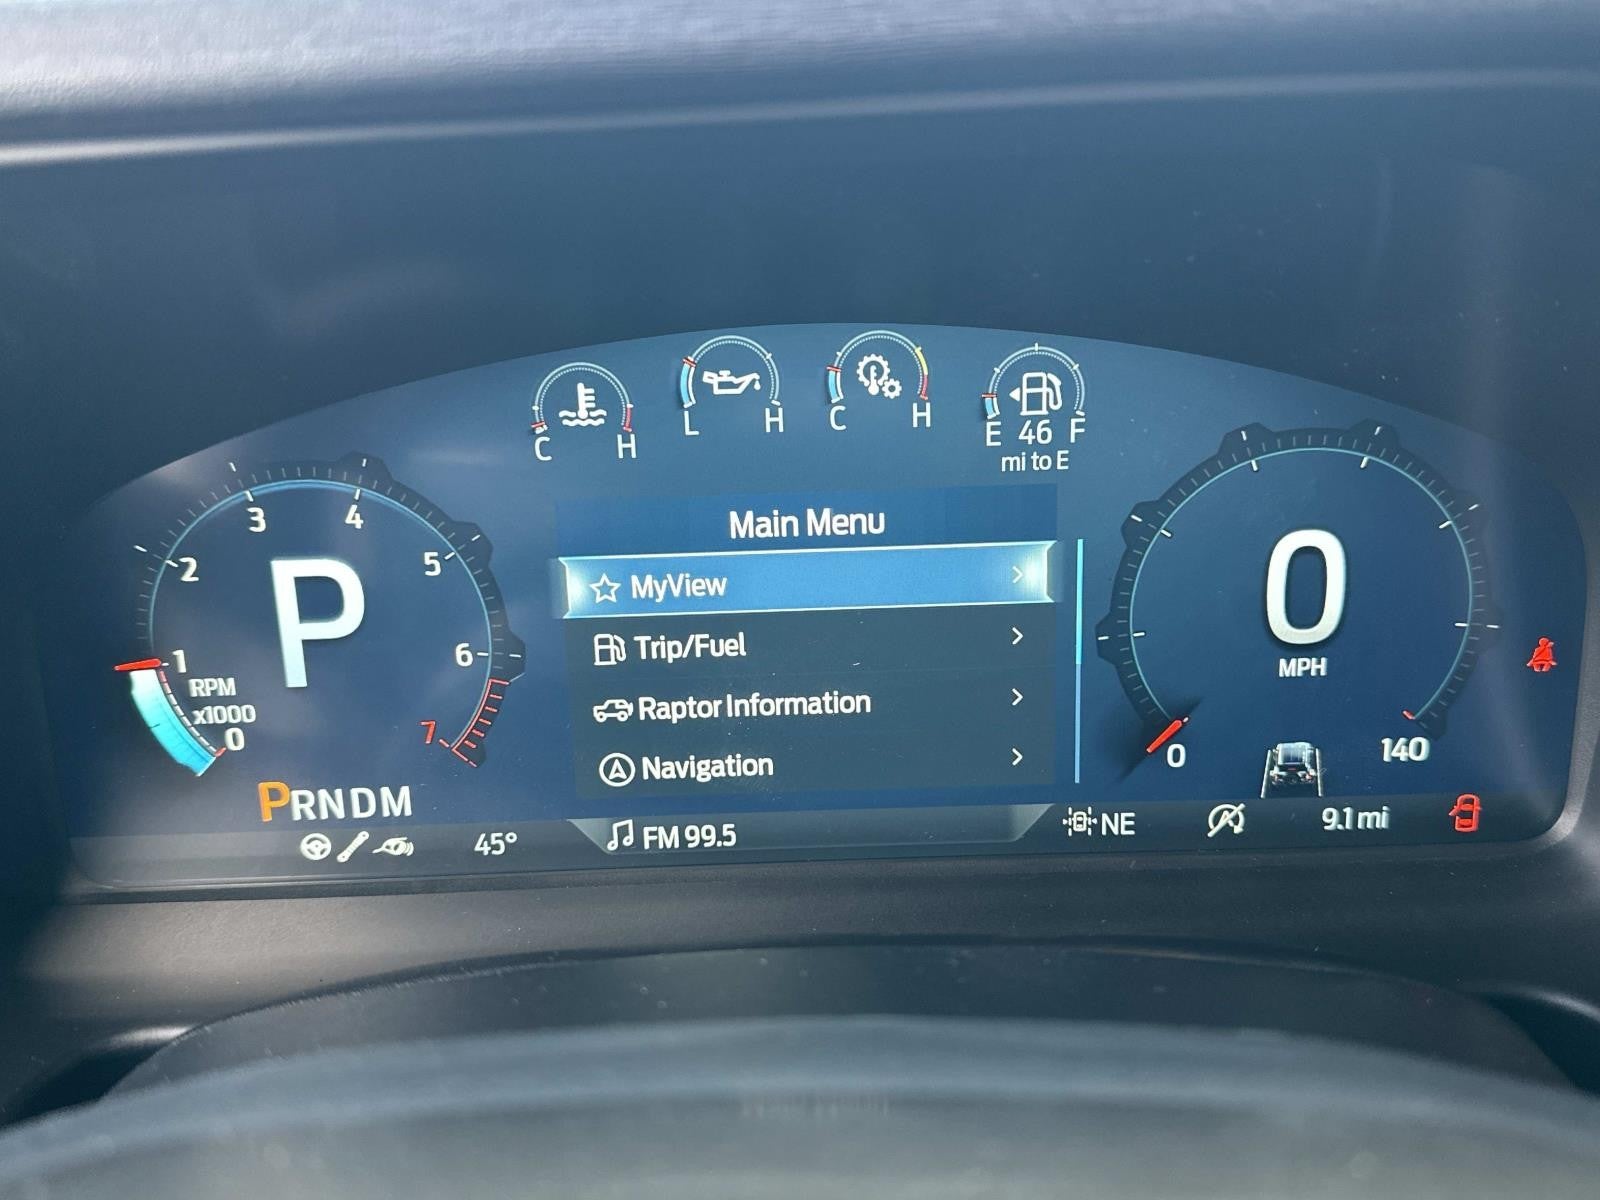 C H
L H
C H
E 46 F
mi to E
Main Menu
MyView
Trip/Fuel
Raptor Information
Navigation
0 1 2 3 4 5 6 7
P
RPM
x1000
PRNDM
45°
FM 99.5
0
MPH
0 140
NE
9.1 mi